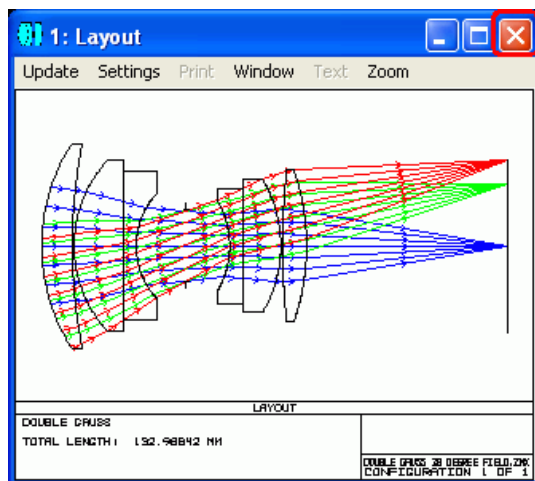 1: Layout
Update Settings Print Window Text Zoom
LAYOUT
DOUBLE GAUSS
TOTAL LENGTH: 132.98842 MM
DOUBLE GAUSS 28 DEGREE FIELD.ZMX
CONFIGURATION 1 OF 1